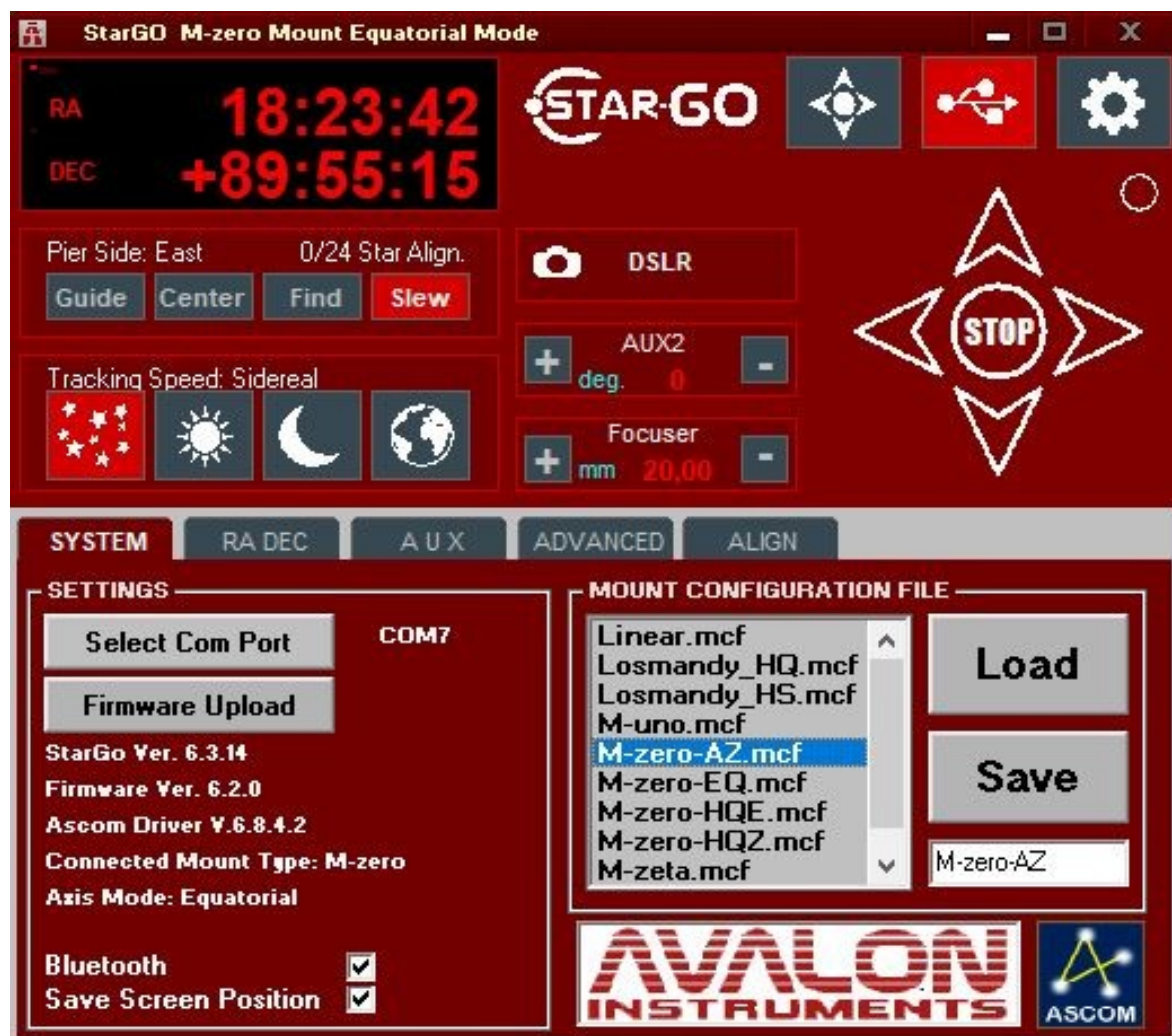 StarGO M-zero Mount Equatorial Mode
RA 18:23:42
DEC +89:55:15
STAR-GO
Pier Side: East 0/24 Star Align.
Guide Center Find Slew
Tracking Speed: Sidereal
DSLR
AUX2
+ deg. 0 -
Focuser
+ mm 20,00 -
STOP
SYSTEM RA DEC A U X ADVANCED ALIGN
SETTINGS
Select Com Port COM7
Firmware Upload
StarGo Ver. 6.3.14
Firmware Ver. 6.2.0
Ascom Driver V.6.8.4.2
Connected Mount Type: M-zero
Axis Mode: Equatorial
Bluetooth
Save Screen Position
MOUNT CONFIGURATION FILE
Linear.mcf
Losmandy_HQ.mcf
Losmandy_HS.mcf
M-uno.mcf
M-zero-AZ.mcf
M-zero-EQ.mcf
M-zero-HQE.mcf
M-zero-HQZ.mcf
M-zeta.mcf
Load
Save
M-zero-AZ
AVALON
INSTRUMENTS
ASCOM